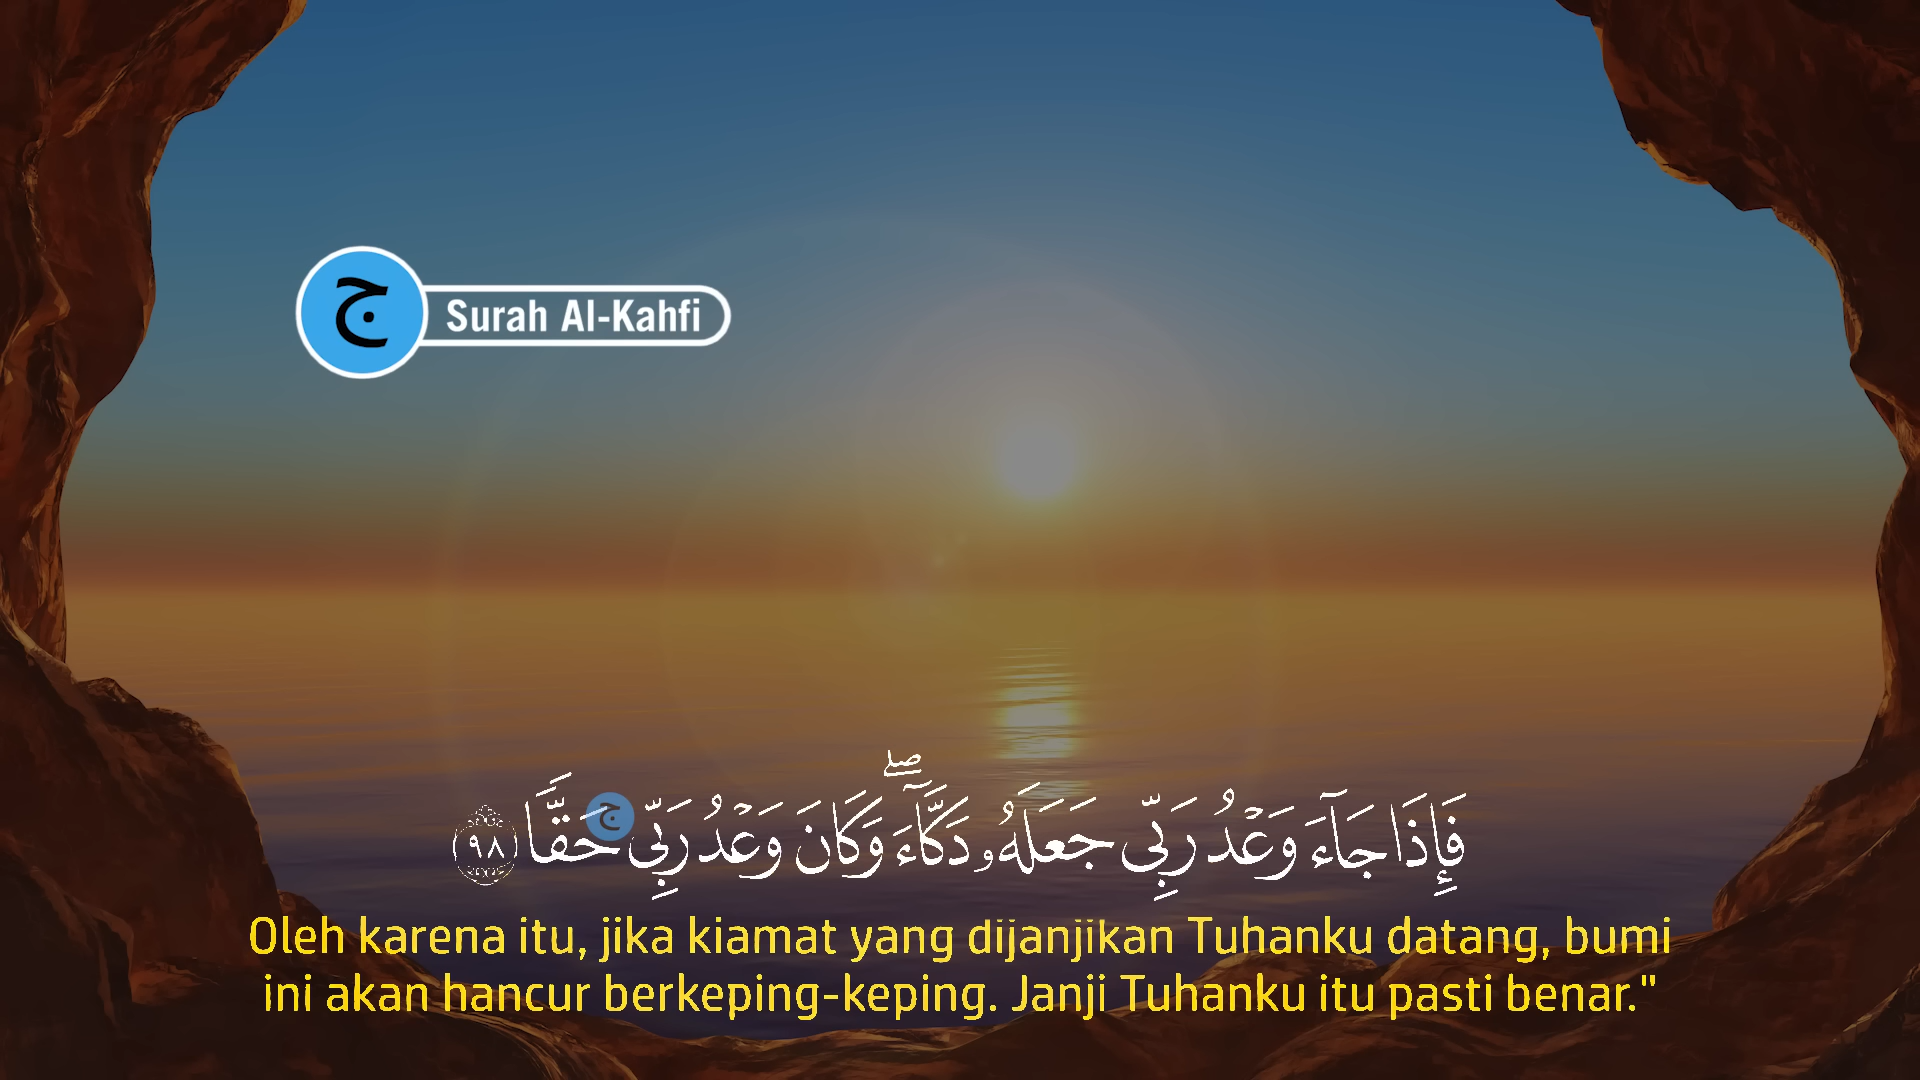 ج
Surah Al-Kahfi
فَإِذَا جَآءَ وَعْدُ رَبِّى جَعَلَهُۥ دَكَّآءَ ۖ وَكَانَ وَعْدُ رَبِّى حَقًّا ٩٨
ج
Oleh karena itu, jika kiamat yang dijanjikan Tuhanku datang, bumi
ini akan hancur berkeping-keping. Janji Tuhanku itu pasti benar."